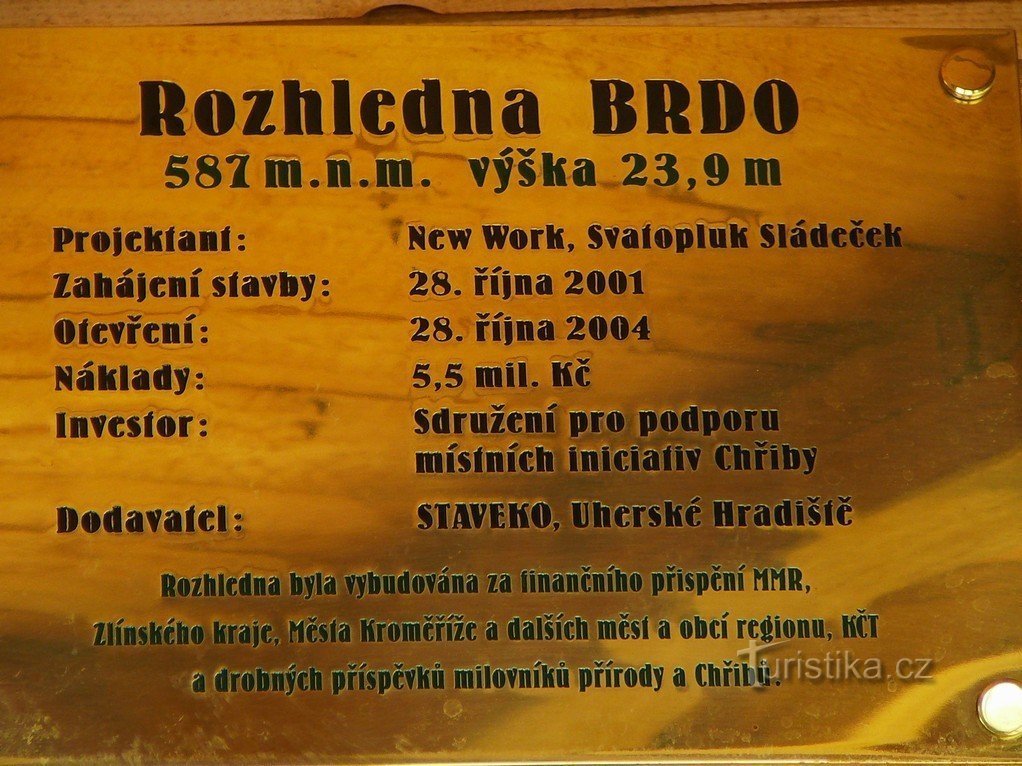 Rozhledna BRDO
587 m.n.m. výška 23,9 m
Projektant: New Work, Svatopluk Sládeček
Zahájení stavby: 28. října 2001
Otevření: 28. října 2004
Náklady: 5,5 mil. Kč
Investor: Sdružení pro podporu
místních iniciativ Chřiby
Dodavatel: STAVEKO, Uherské Hradiště
Rozhledna byla vybudována za finančního přispění MMR,
Zlínského kraje, Města Kroměříže a dalších měst a obcí regionu, KČT
a drobných příspěvků milovníků přírody a Chřibů.
Turistika.cz